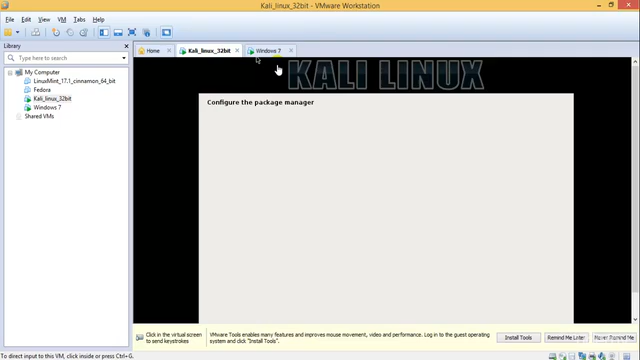 Kali_linux_32bit - VMware Workstation
File Edit View VM Tabs Help
Library
Type here to search
My Computer
LinuxMint_17.1_cinnamon_64_bit
Fedora
Kali_linux_32bit
Windows 7
Shared VMs
Home
Kali_linux_32bit
Windows 7
KALI LINUX
Configure the package manager
Click in the virtual screen
to send keystrokes
VMware Tools enables many features and improves mouse movement, video and performance. Log in to the guest operating
system and click "Install Tools".
Install Tools
Remind Me Later
Never Remind Me
To direct input to this VM, click inside or press Ctrl+G.